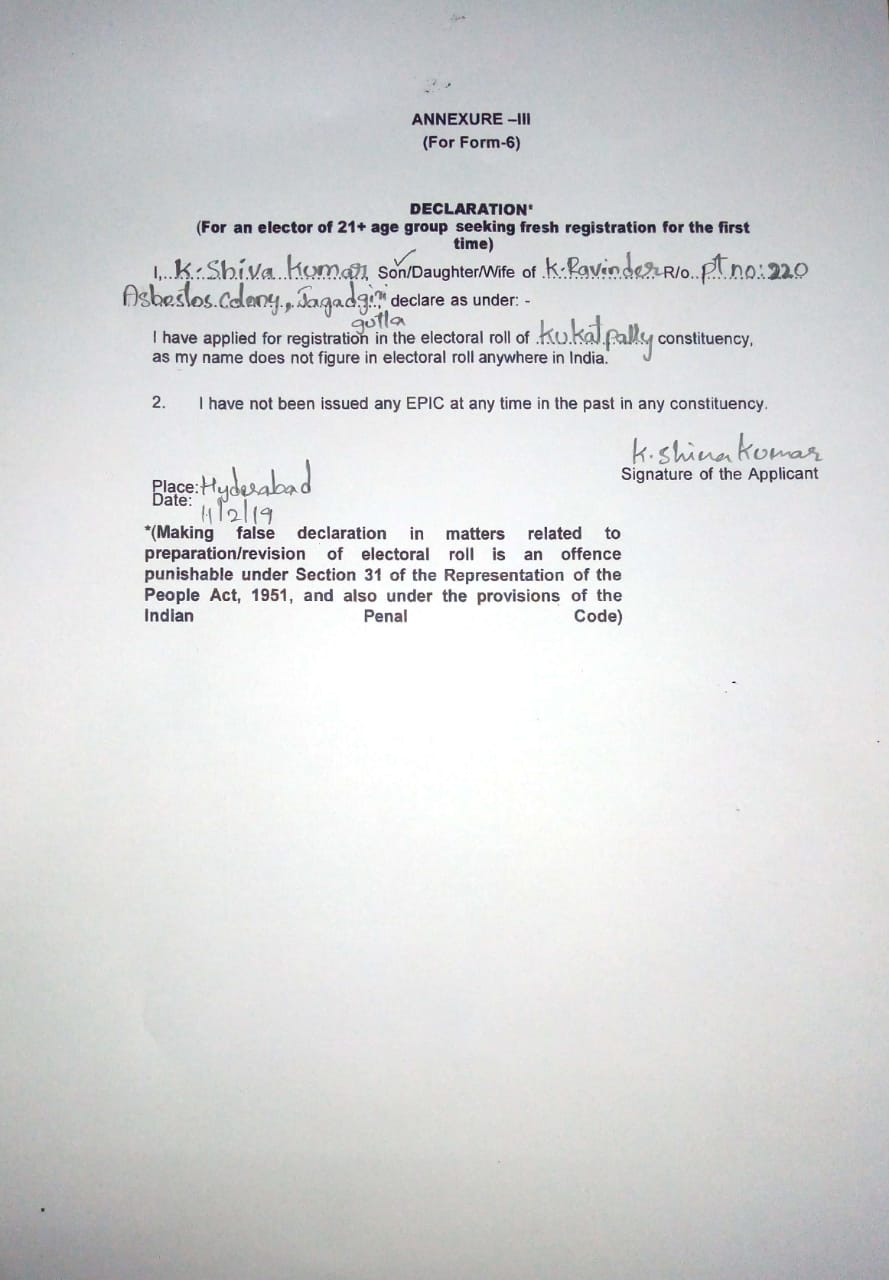 ANNEXURE –III
(For Form-6)
DECLARATION*
(For an elector of 21+ age group seeking fresh registration for the first
time)
I,..K. Shiva Kumar, Son/Daughter/Wife of .K. Ravinder R/o..pt no: 220
Asbestos Colony, Jagadgiri declare as under: -
gutta
I have applied for registration in the electoral roll of .Kukatpally constituency,
as my name does not figure in electoral roll anywhere in India.
2. I have not been issued any EPIC at any time in the past in any constituency.
K. Shiva Kumar
Signature of the Applicant
Place: Hyderabad
Date:
11/2/19
*(Making false declaration in matters related to
preparation/revision of electoral roll is an offence
punishable under Section 31 of the Representation of the
People Act, 1951, and also under the provisions of the
Indian Penal Code)